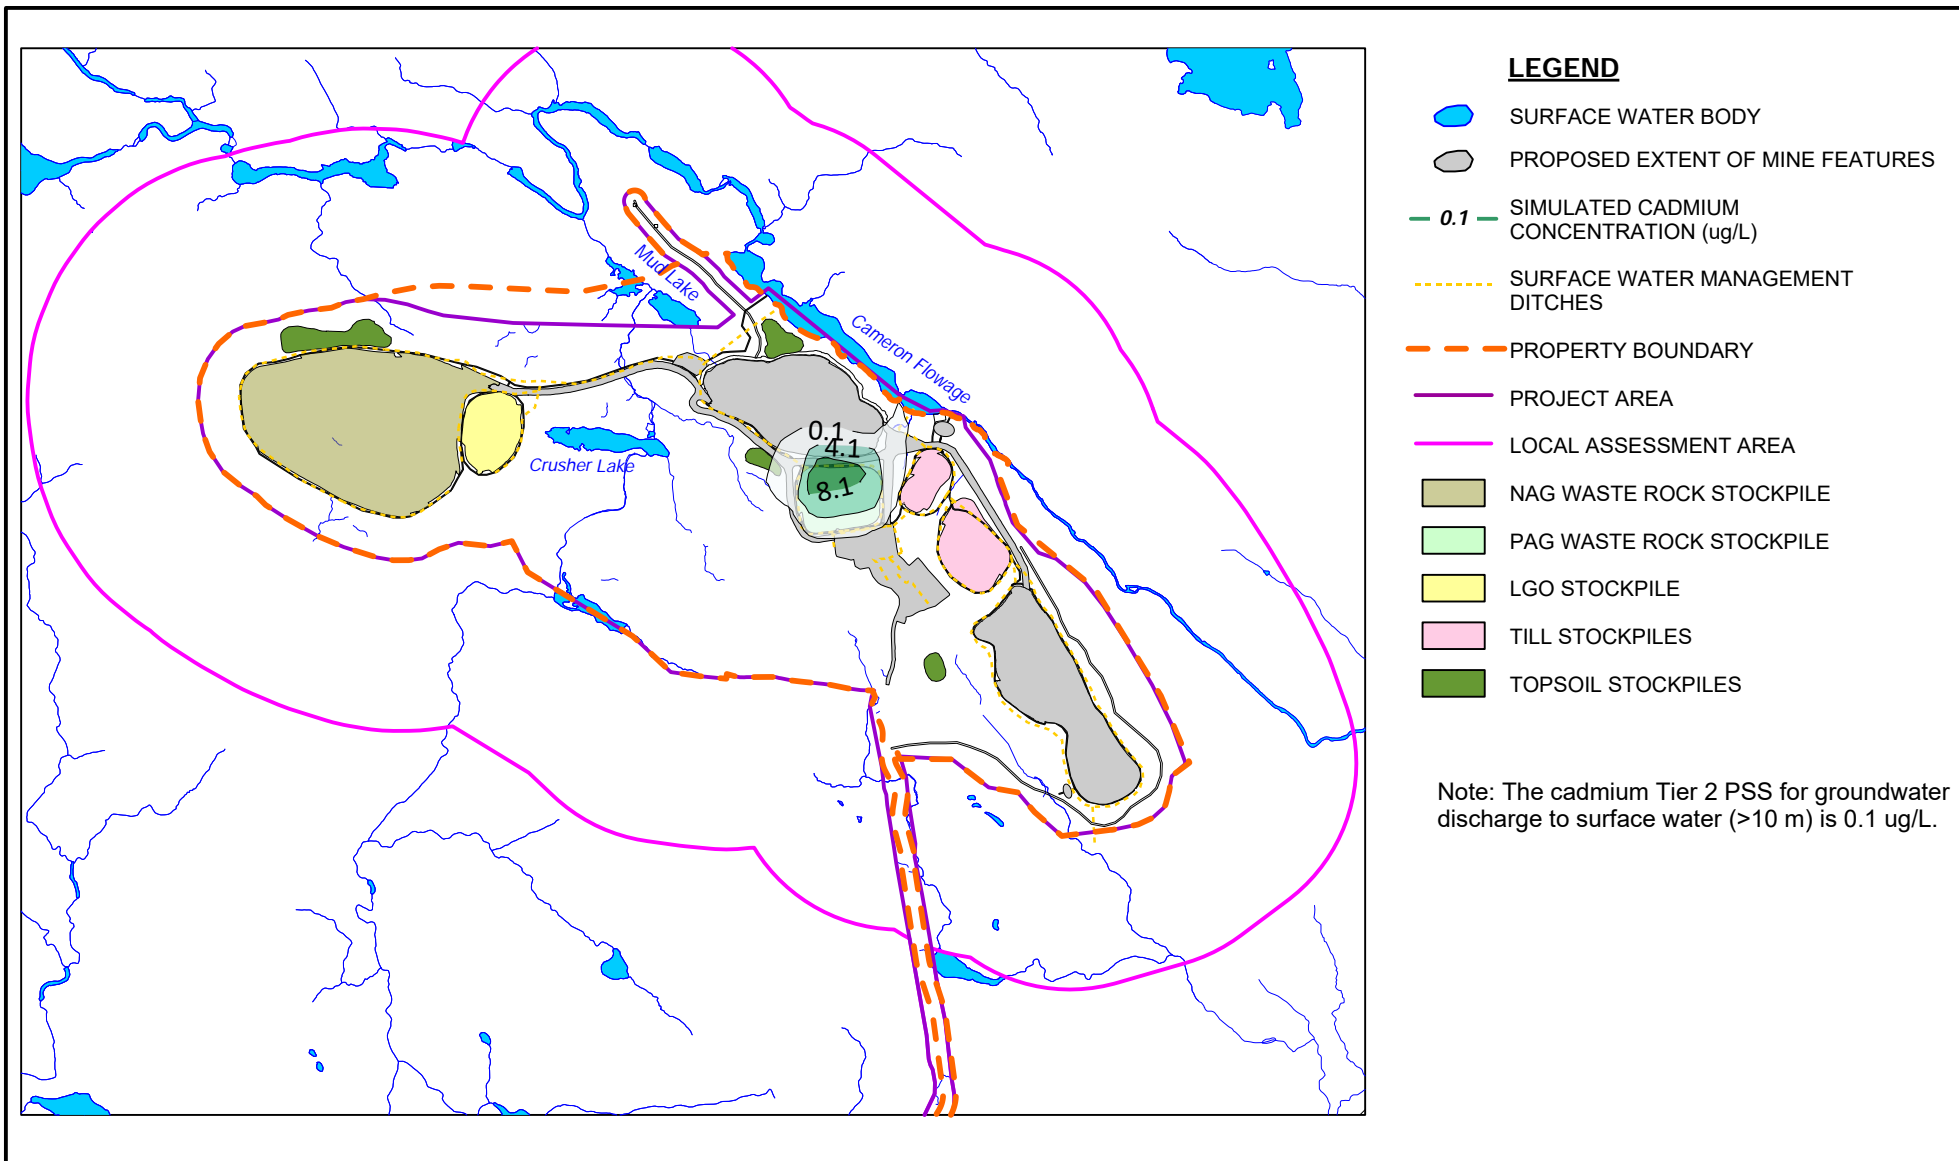 Mud Lake
Cameron Flowage
Crusher Lake
0.1
4.1
8.1
LEGEND
SURFACE WATER BODY
PROPOSED EXTENT OF MINE FEATURES
0.1
SIMULATED CADMIUM
CONCENTRATION (ug/L)
SURFACE WATER MANAGEMENT
DITCHES
PROPERTY BOUNDARY
PROJECT AREA
LOCAL ASSESSMENT AREA
NAG WASTE ROCK STOCKPILE
PAG WASTE ROCK STOCKPILE
LGO STOCKPILE
TILL STOCKPILES
TOPSOIL STOCKPILES
Note: The cadmium Tier 2 PSS for groundwater
discharge to surface water (>10 m) is 0.1 ug/L.